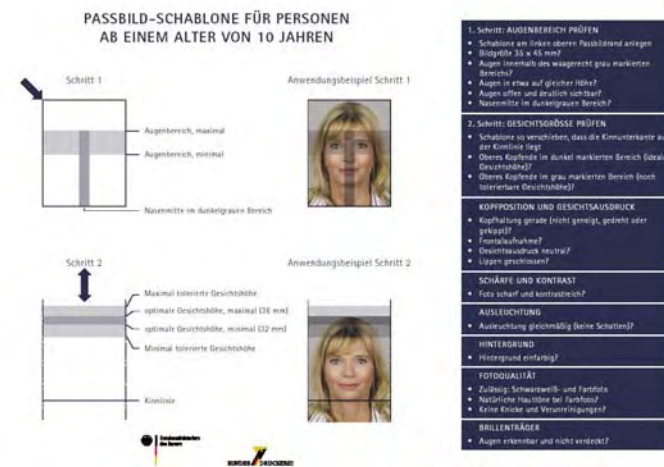 PASSBILD-SCHABLONE FÜR PERSONEN
AB EINEM ALTER VON 10 JAHREN
Schritt 1
Anwendungsbeispiel Schritt 1
Augenbereich, maximal
Augenbereich, minimal
Nasenmitte im dunkelgrauen Bereich
Schritt 2
Anwendungsbeispiel Schritt 2
Maximal tolerierte Gesichtshöhe
optimale Gesichtshöhe, maximal (36 mm)
optimale Gesichtshöhe, minimal (32 mm)
Minimal tolerierte Gesichtshöhe
Kinnlinie
Bundesministerium
des Innern
BUNDESDRUCKEREI
1. Schritt: AUGENBEREICH PRÜFEN
• Schablone am linken oberen Passbildrand anlegen
• Bildgröße 35 x 45 mm?
• Augen innerhalb des waagerecht grau markierten
Bereichs?
• Augen in etwa auf gleicher Höhe?
• Augen offen und deutlich sichtbar?
• Nasenmitte im dunkelgrauen Bereich?
2. Schritt: GESICHTSGRÖSSE PRÜFEN
• Schablone so verschieben, dass die Kinnunterkante au
der Kinnlinie liegt
• Oberes Kopfende im dunkel markierten Bereich (ideale
Gesichtshöhe)?
• Oberes Kopfende im grau markierten Bereich (noch
tolerierbare Gesichtshöhe)?
KOPFPOSITION UND GESICHTSAUSDRUCK
• Kopfhaltung gerade (nicht geneigt, gedreht oder
gekippt)?
• Frontalaufnahme?
• Gesichtsausdruck neutral?
• Lippen geschlossen?
SCHÄRFE UND KONTRAST
• Foto scharf und kontrastreich?
AUSLEUCHTUNG
• Ausleuchtung gleichmäßig (keine Schatten)?
HINTERGRUND
• Hintergrund einfarbig?
FOTOQUALITÄT
• Zulässig: Schwarzweiß- und Farbfoto
• Natürliche Hauttöne bei Farbfoto?
• Keine Knicke und Verunreinigungen?
BRILLENTRÄGER
• Augen erkennbar und nicht verdeckt?